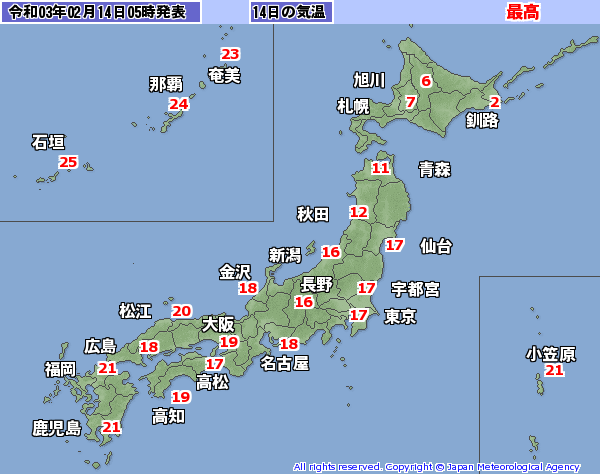 令和03年02月14日05時発表 14日の気温 最高
23
奄美
那覇
24
石垣
25
旭川
6
札幌
7
2
釧路
11
青森
秋田
12
17
仙台
新潟
16
金沢
18
長野
16
17
宇都宮
17
東京
松江
20
大阪
19
18
名古屋
広島
18
福岡
21
17
高松
19
高知
鹿児島
21
小笠原
21
All rights reserved. Copyright © Japan Meteorological Agency